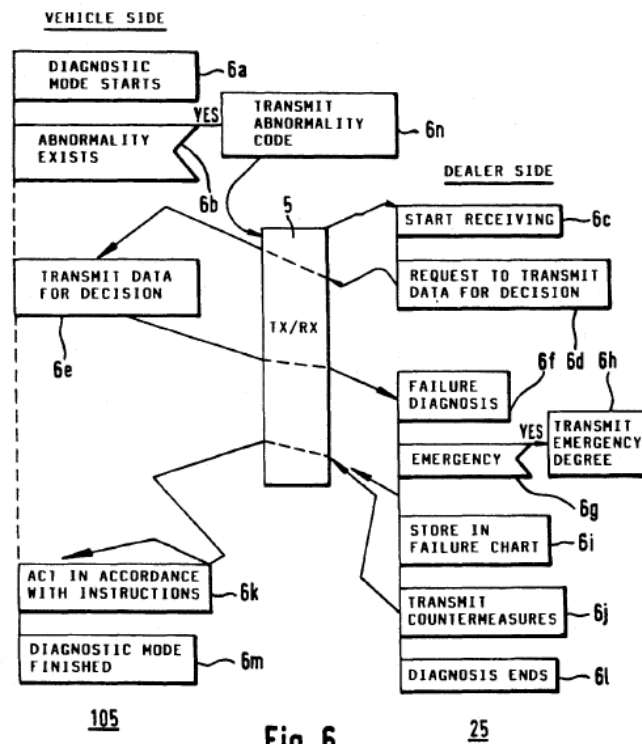 VEHICLE SIDE
DIAGNOSTIC
MODE STARTS
6a
YES
TRANSMIT
ABNORMALITY
CODE
6n
ABNORMALITY
EXISTS
6b
DEALER SIDE
5
START RECEIVING
6c
TRANSMIT DATA
FOR DECISION
6e
TX/RX
REQUEST TO TRANSMIT
DATA FOR DECISION
6d
6f
6h
FAILURE
DIAGNOSIS
YES
TRANSMIT
EMERGENCY
DEGREE
EMERGENCY
6g
STORE IN
FAILURE CHART
6i
ACT IN ACCORDANCE
WITH INSTRUCTIONS
6k
TRANSMIT
COUNTERMEASURES
6j
DIAGNOSTIC MODE
FINISHED
6m
DIAGNOSIS ENDS
6l
105
Fig 6
25